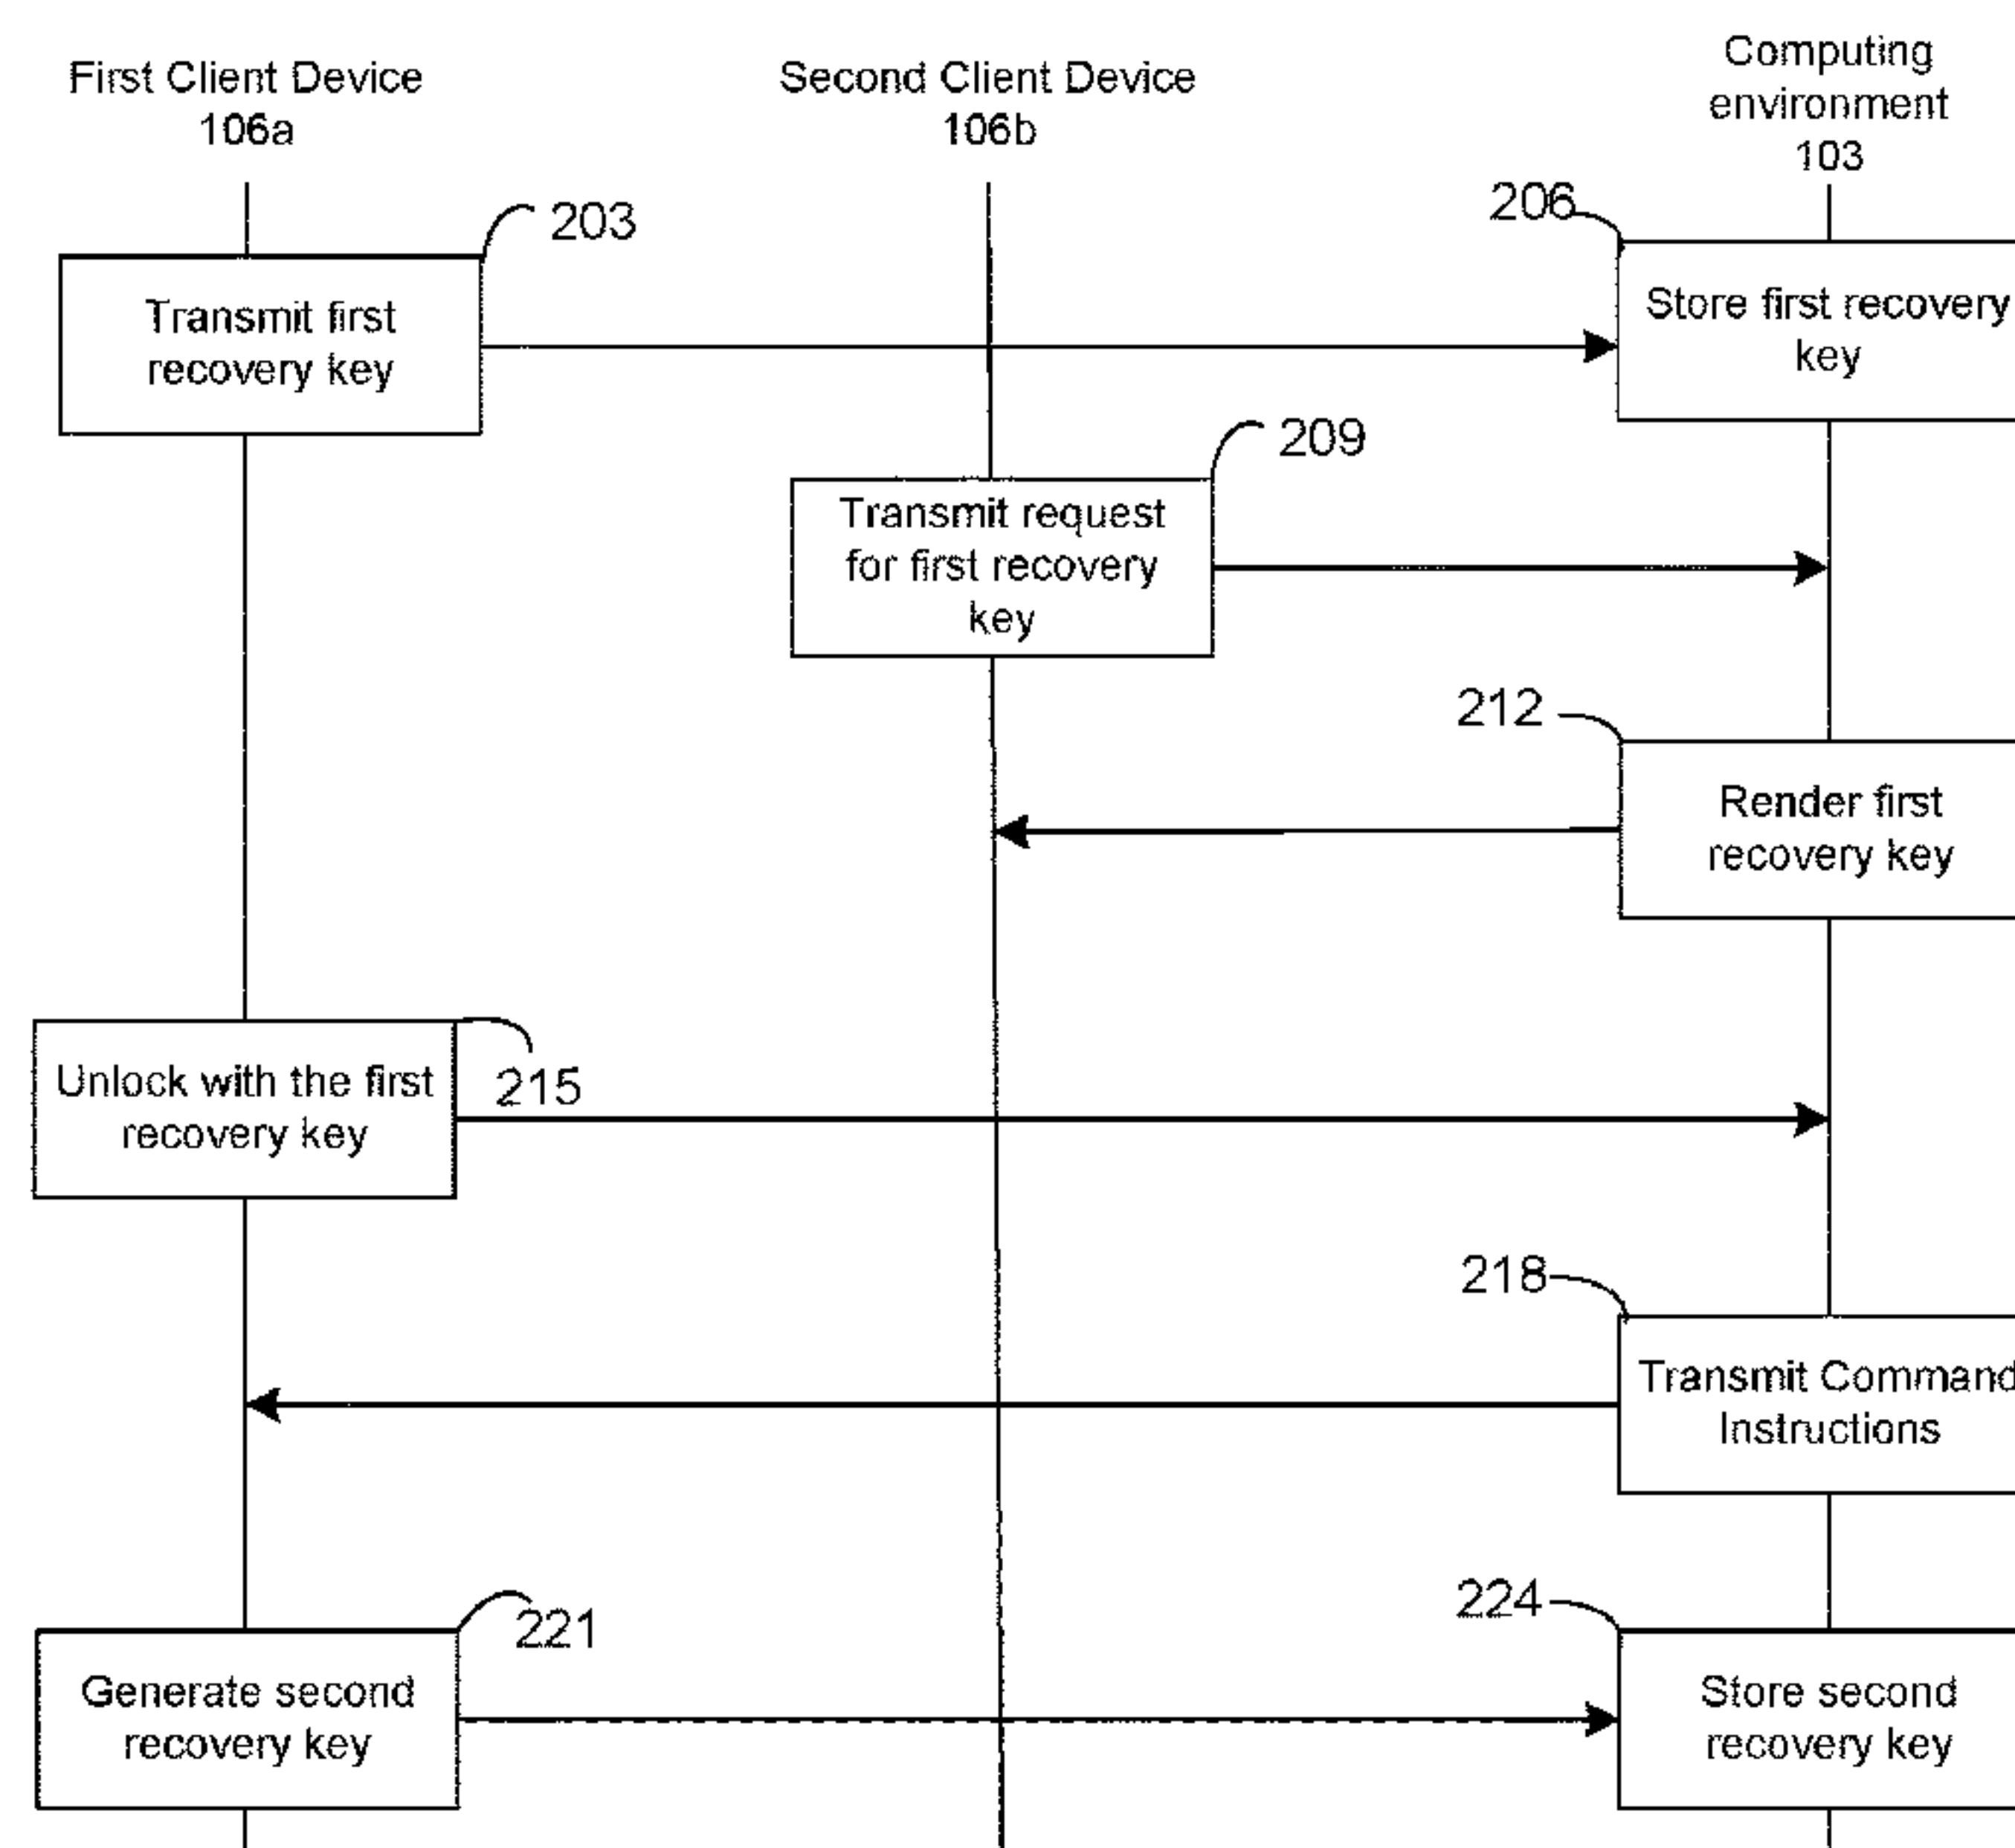 First Client Device
106a
Second Client Device
106b
Computing
environment
103
203
Transmit first
recovery key
206
Store first recovery
key
209
Transmit request
for first recovery
key
212
Render first
recovery key
215
Unlock with the first
recovery key
218
Transmit Command
Instructions
221
Generate second
recovery key
224
Store second
recovery key